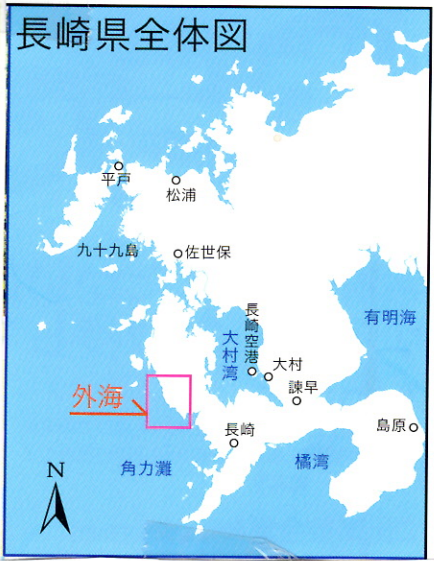 長崎県全体図
平戸
松浦
九十九島
佐世保
長崎空港
大村湾
有明海
大村
諫早
外海
島原
長崎
角力灘
橘湾
N